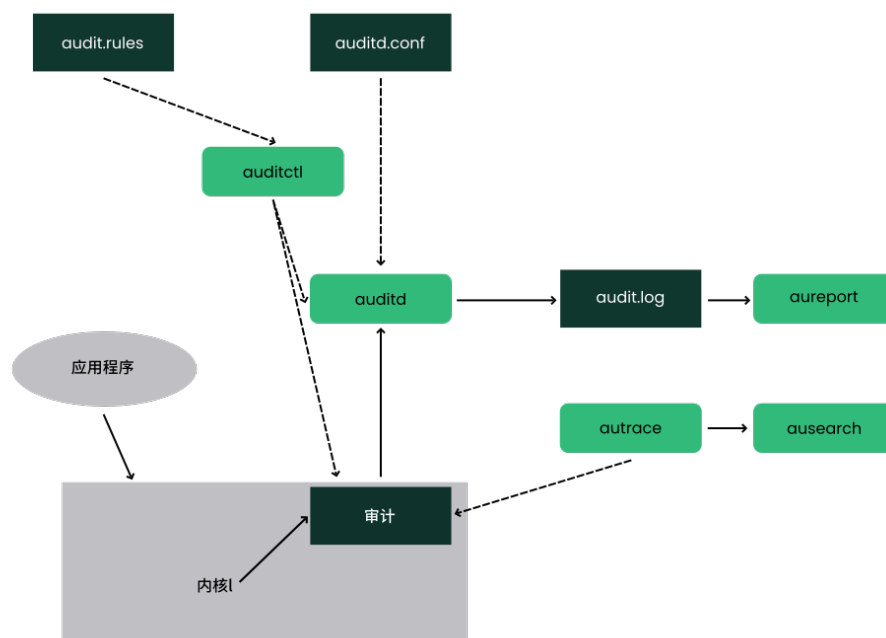 audit.rules
auditd.conf
auditctl
auditd
audit.log
aureport
应用程序
autrace
ausearch
审计
内核l